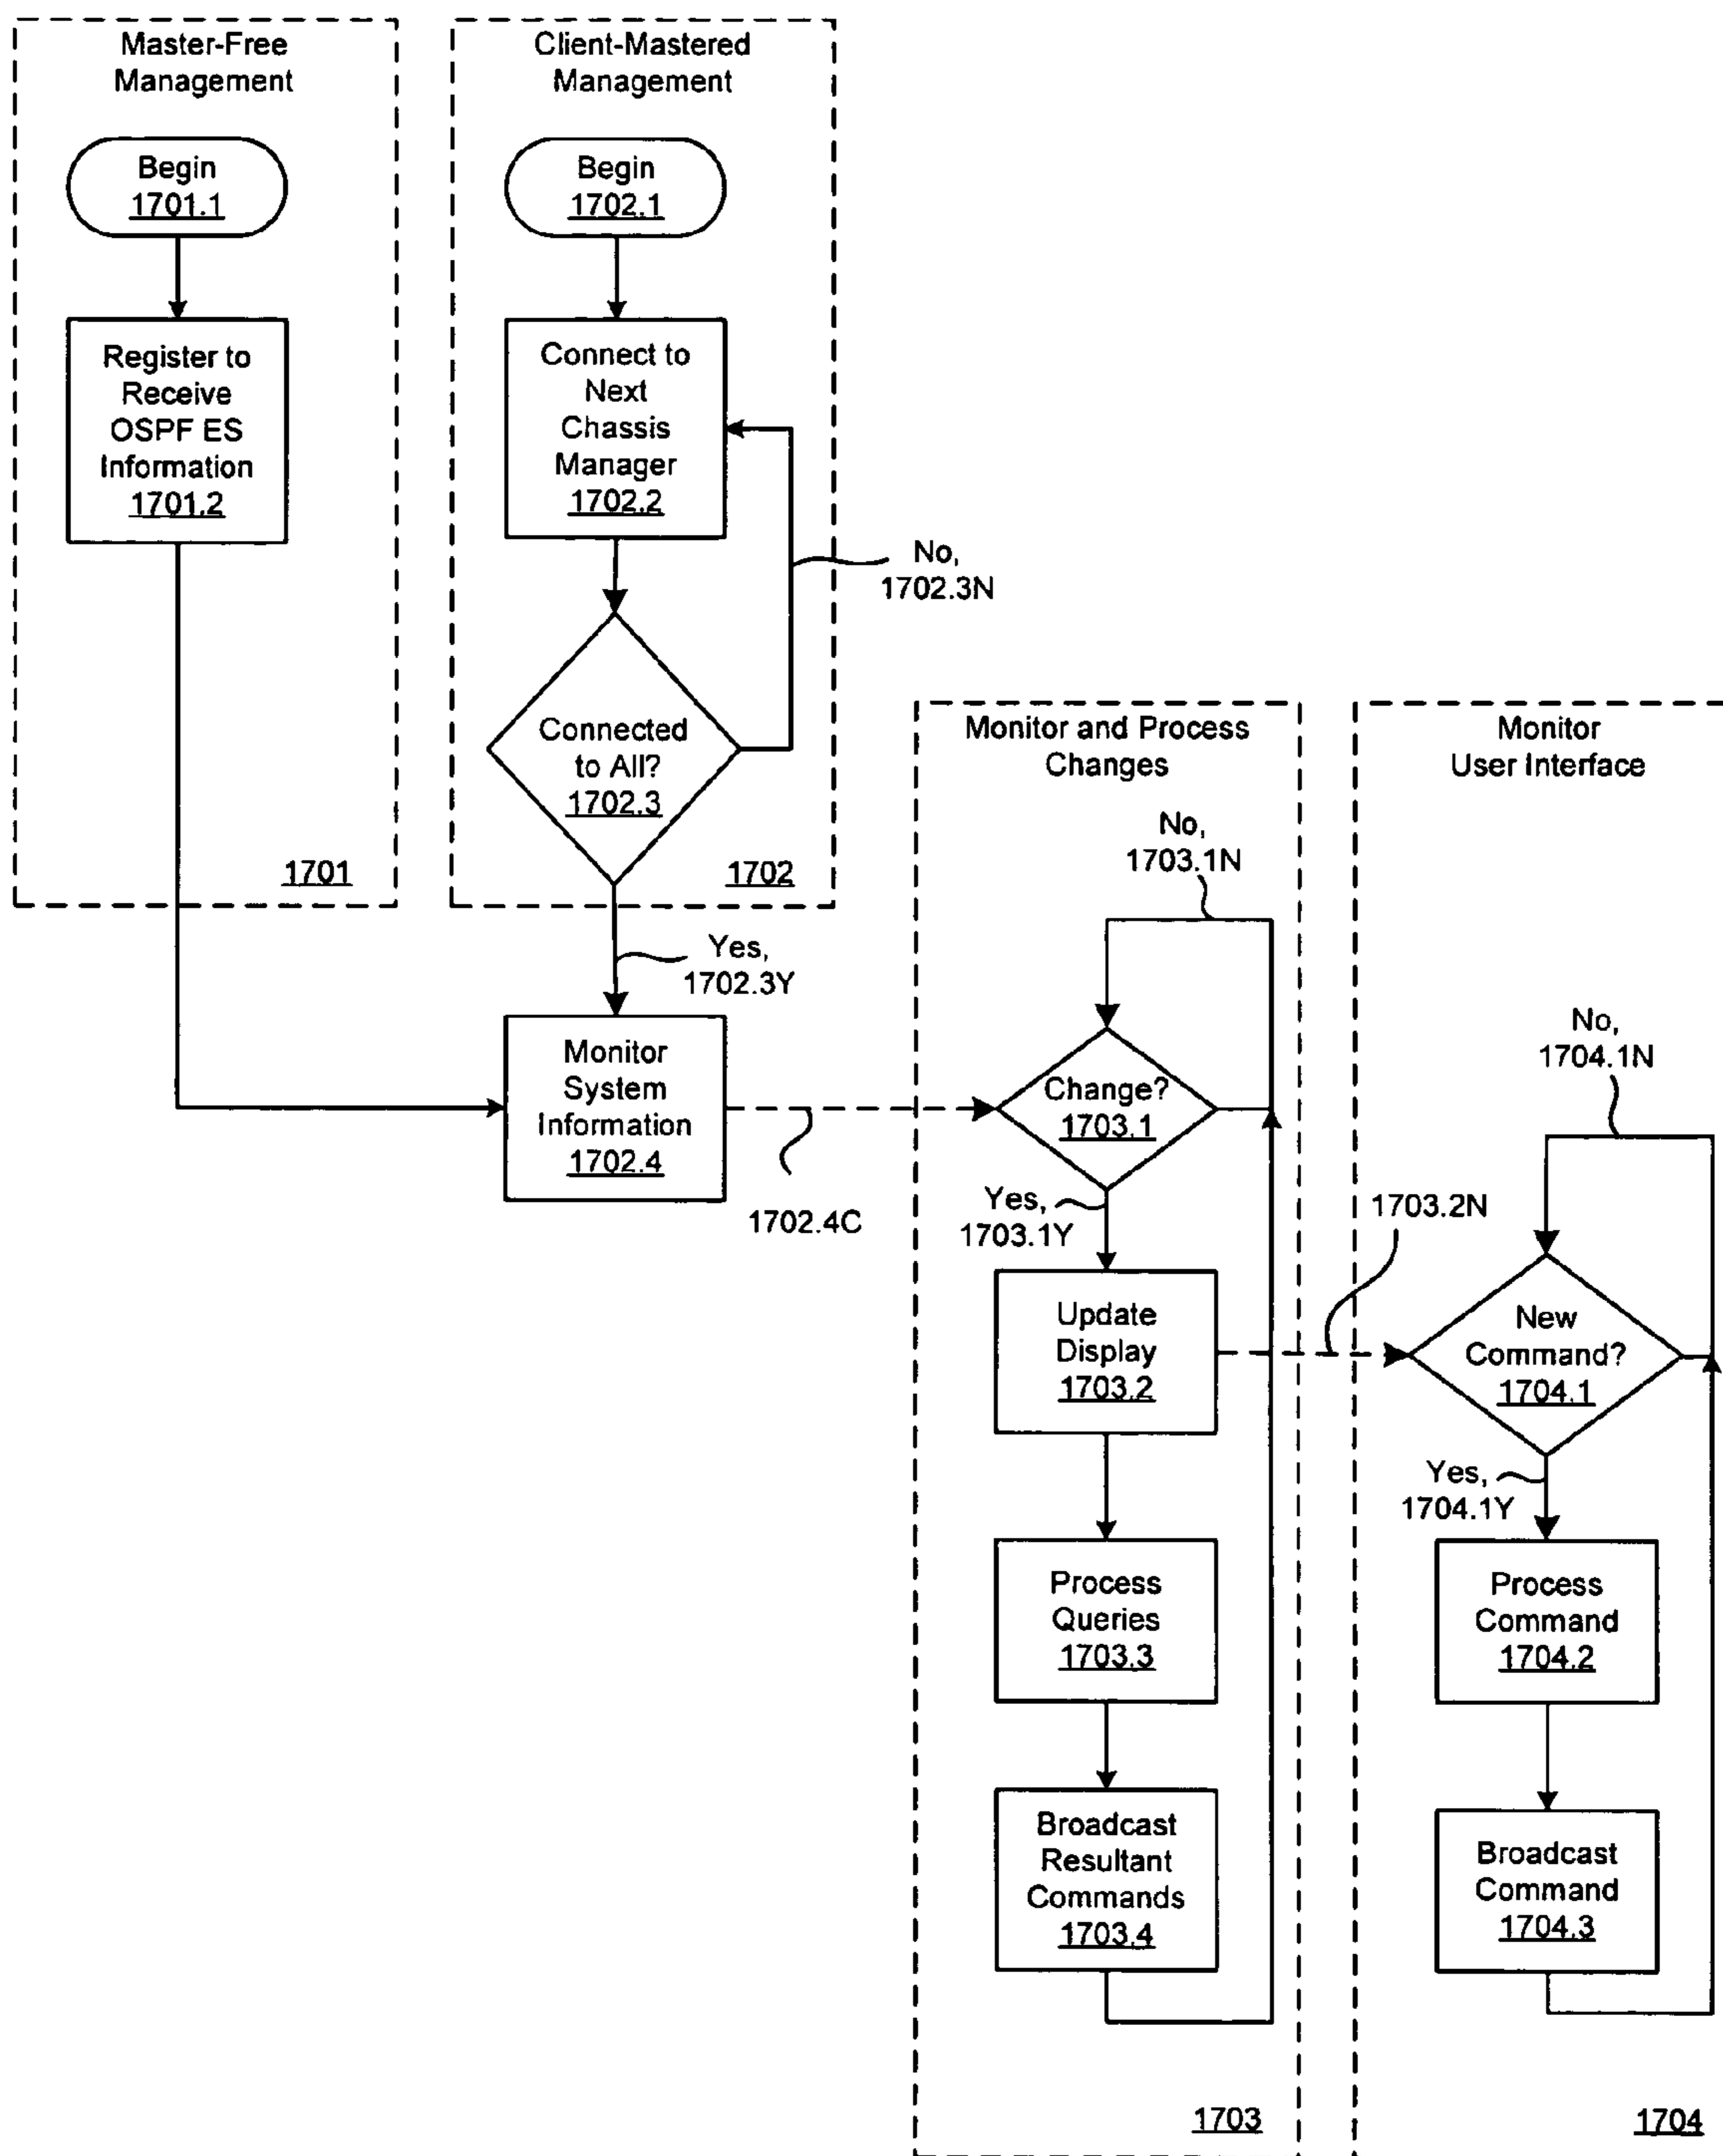 Master-Free
Management
Begin
1701.1
Register to
Receive
OSPF ES
Information
1701.2
1701
Client-Mastered
Management
Begin
1702.1
Connect to
Next
Chassis
Manager
1702.2
No,
1702.3N
Connected
to All?
1702.3
1702
Yes,
1702.3Y
Monitor
System
Information
1702.4
1702.4C
Monitor and Process
Changes
No,
1703.1N
Change?
1703.1
Yes,
1703.1Y
Update
Display
1703.2
1703.2N
Process
Queries
1703.3
Broadcast
Resultant
Commands
1703.4
1703
Monitor
User Interface
No,
1704.1N
New
Command?
1704.1
Yes,
1704.1Y
Process
Command
1704.2
Broadcast
Command
1704.3
1704